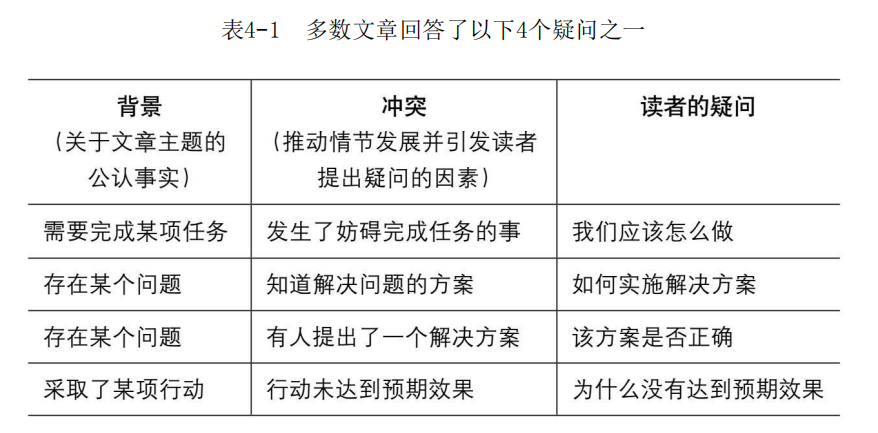 表4-1 多数文章回答了以下4个疑问之一
背景 冲突 读者的疑问
（关于文章主题的 （推动情节发展并引发读者
公认事实） 提出疑问的因素）
需要完成某项任务 发生了妨碍完成任务的事 我们应该怎么做
存在某个问题 知道解决问题的方案 如何实施解决方案
存在某个问题 有人提出了一个解决方案 该方案是否正确
采取了某项行动 行动未达到预期效果 为什么没有达到预期效果